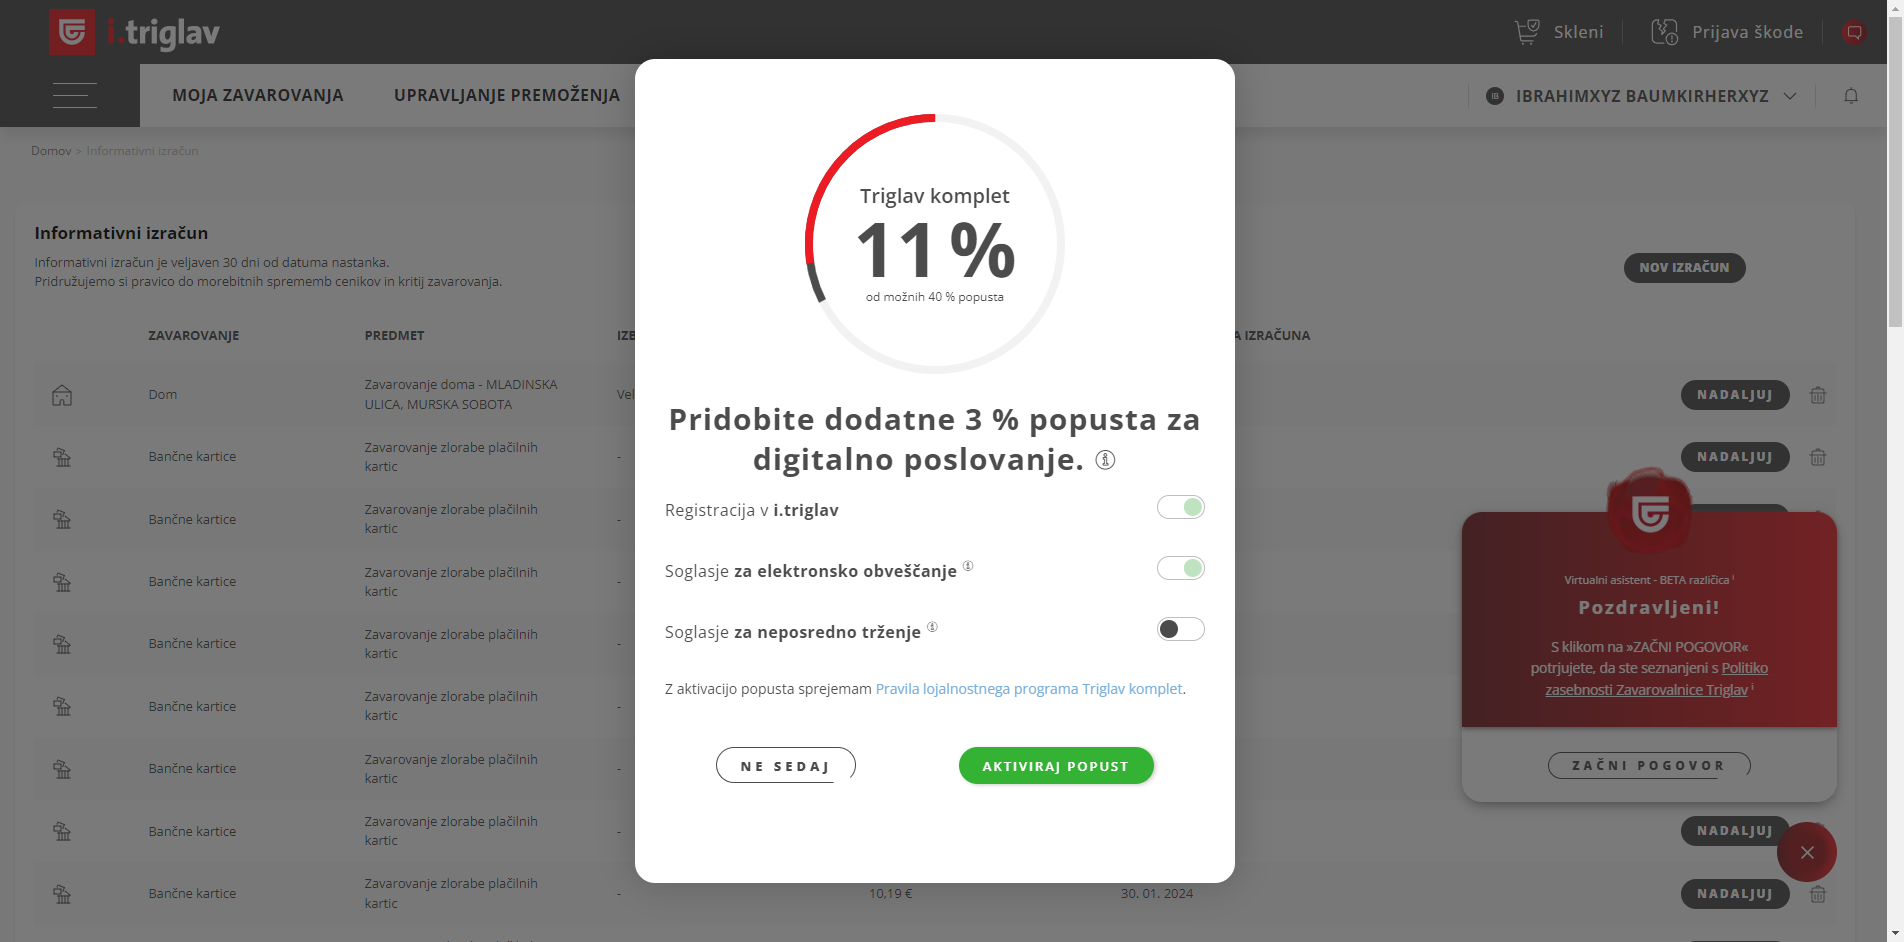 i.triglav
Skleni
Prijava škode
MOJA ZAVAROVANJA
UPRAVLJANJE PREMOŽENJA
IB
IBRAHIMXYZ BAUMKIRHERXYZ
Domov > Informativni izračun
Informativni izračun
Informativni izračun je veljaven 30 dni od datuma nastanka.
Pridružujemo si pravico do morebitnih sprememb cenikov in kritij zavarovanja.
NOV IZRAČUN
ZAVAROVANJE
PREDMET
IZRAČUNA
Dom
Zavarovanje doma - MLADINSKA
ULICA, MURSKA SOBOTA
NADALJUJ
Bančne kartice
Zavarovanje zlorabe plačilnih
kartic
-
NADALJUJ
Bančne kartice
Zavarovanje zlorabe plačilnih
kartic
-
Bančne kartice
Zavarovanje zlorabe plačilnih
kartic
-
Bančne kartice
Zavarovanje zlorabe plačilnih
kartic
-
Bančne kartice
Zavarovanje zlorabe plačilnih
kartic
-
Bančne kartice
Zavarovanje zlorabe plačilnih
kartic
-
Bančne kartice
Zavarovanje zlorabe plačilnih
kartic
-
NADALJUJ
Bančne kartice
Zavarovanje zlorabe plačilnih
kartic
-
10,19 €
30. 01. 2024
NADALJUJ
Triglav komplet
11 %
od možnih 40 % popusta
Pridobite dodatne 3 % popusta za
digitalno poslovanje.
Registracija v i.triglav
Soglasje za elektronsko obveščanje
Soglasje za neposredno trženje
Z aktivacijo popusta sprejemam Pravila lojalnostnega programa Triglav komplet.
NE SEDAJ
AKTIVIRAJ POPUST
Virtualni asistent - BETA različica i
Pozdravljeni!
S klikom na »ZAČNI POGOVOR«
potrjujete, da ste seznanjeni s Politiko
zasebnosti Zavarovalnice Triglav i
ZAČNI POGOVOR